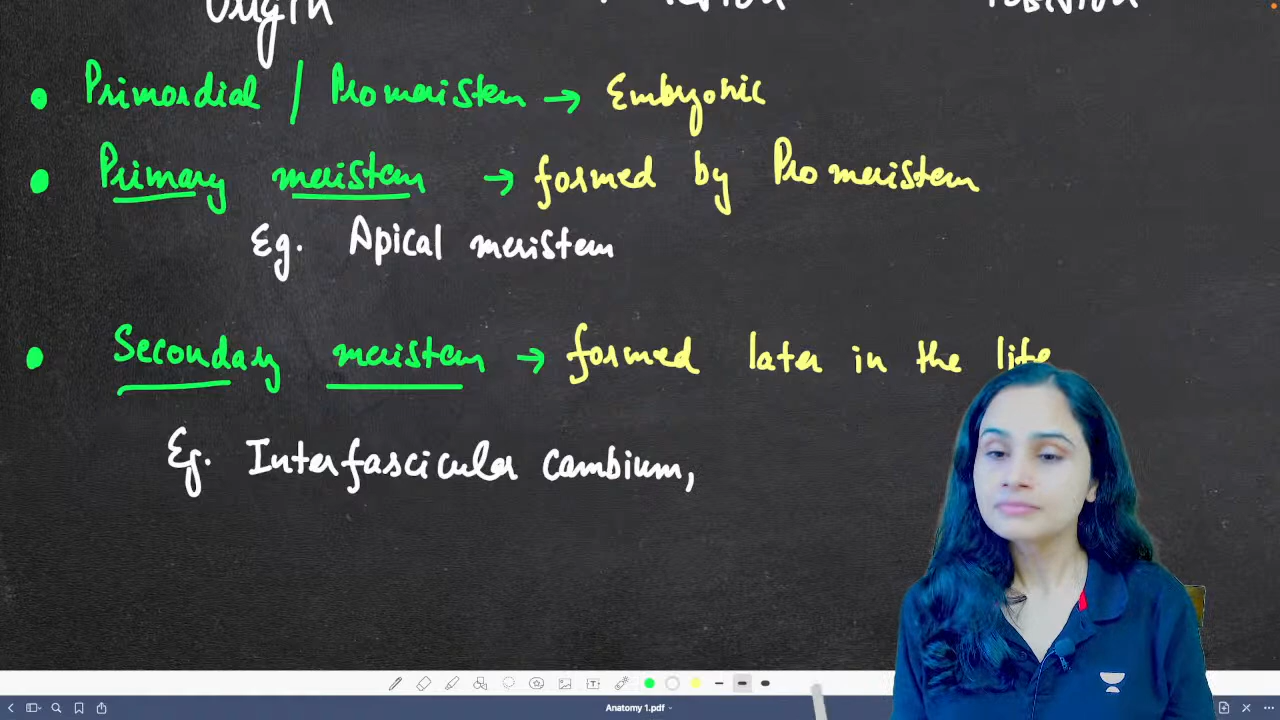 Origin
Primordial / Promeristem → Embryonic
Primary meristem → formed by Promeristem
Eg. Apical meristem
Secondary meristem → formed later in the life
Eg. Interfascicular cambium,
Anatomy 1.pdf